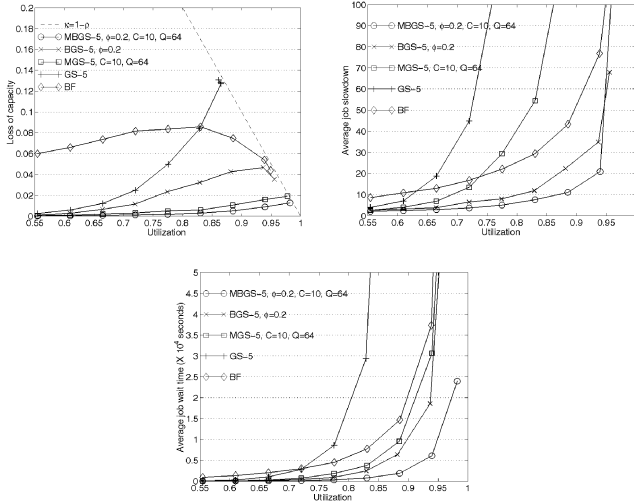 0.2
0.18
0.16
0.14
0.12
0.1
0.08
0.06
0.04
0.02
0
0.55 0.6 0.65 0.7 0.75 0.8 0.85 0.9 0.95 1
Loss of capacity
Utilization
κ=1−ρ
MBGS−5, ϕ=0.2, C=10, Q=64
BGS−5, ϕ=0.2
MGS−5, C=10, Q=64
GS−5
BF
100
90
80
70
60
50
40
30
20
10
0
0.55 0.6 0.65 0.7 0.75 0.8 0.85 0.9 0.95
Average job slowdown
Utilization
MBGS−5, ϕ=0.2, C=10, Q=64
BGS−5, ϕ=0.2
MGS−5, C=10, Q=64
GS−5
BF
5
4.5
4
3.5
3
2.5
2
1.5
1
0.5
0
0.55 0.6 0.65 0.7 0.75 0.8 0.85 0.9 0.95 1
Average job wait time (X 10⁴ seconds)
Utilization
MBGS−5, ϕ=0.2, C=10, Q=64
BGS−5, ϕ=0.2
MGS−5, C=10, Q=64
GS−5
BF